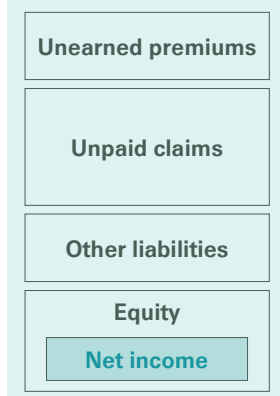 Unearned premiums
Unpaid claims
Other liabilities
Equity
Net income